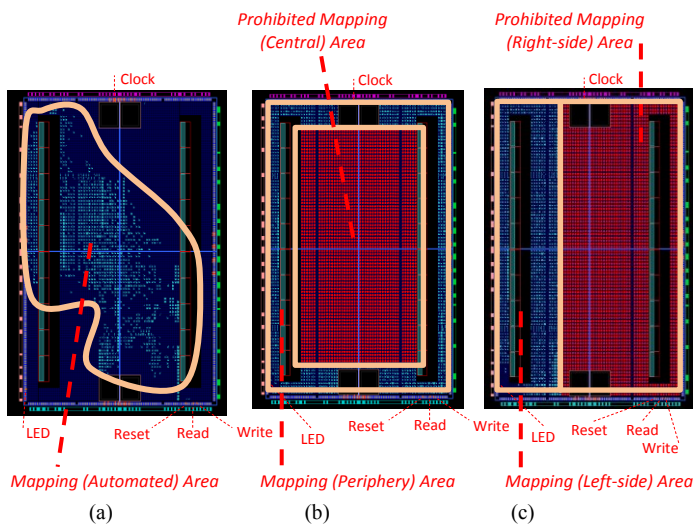 Prohibited Mapping
(Central) Area
Prohibited Mapping
(Right-side) Area
Clock
Clock
Clock
LED
Reset
Read
Write
LED
Reset
Read
Write
LED
Reset
Read
Write
Mapping (Automated) Area
Mapping (Periphery) Area
Mapping (Left-side) Area
(a)
(b)
(c)